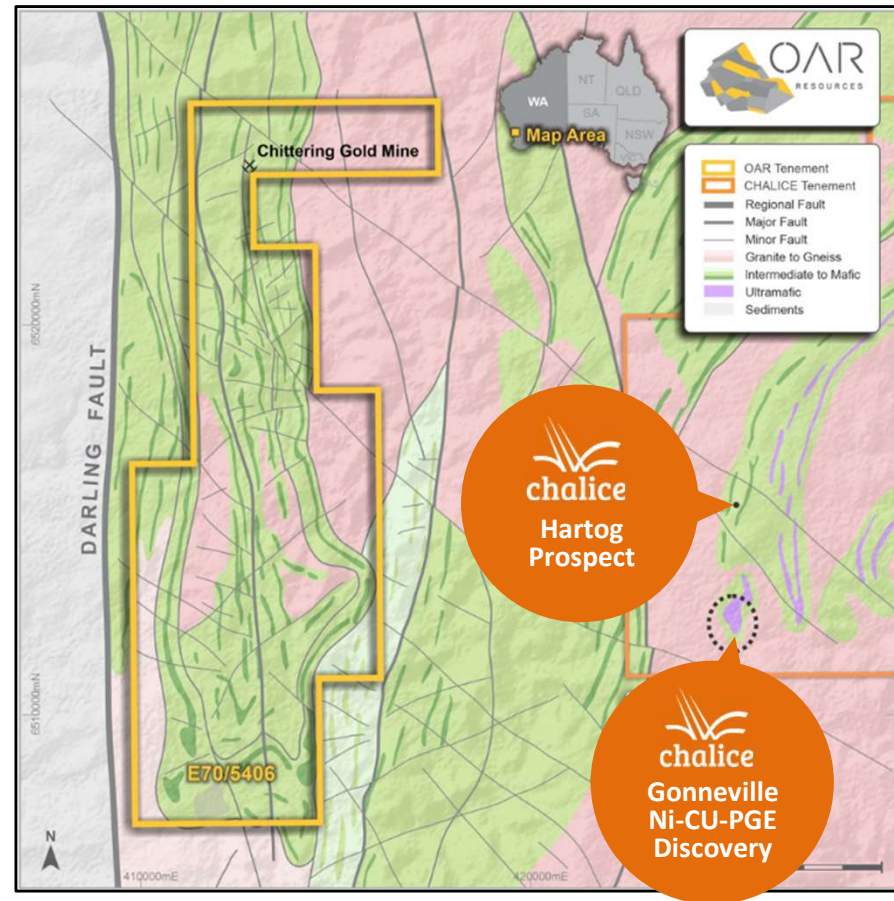 OAR
RESOURCES
NT
QLD
WA
SA
NSW
Map Area
Chittering Gold Mine
OAR Tenement
CHALICE Tenement
Regional Fault
Major Fault
Minor Fault
Granite to Gneiss
Intermediate to Mafic
Ultramafic
Sediments
6520000mN
DARLING FAULT
chalice
Hartog
Prospect
6510000mN
chalice
Gonneville
Ni-CU-PGE
Discovery
E70/5406
N
410000mE
420000mE